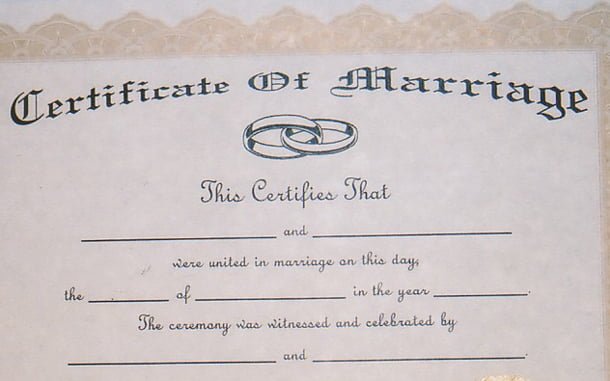 Certificate Of Marriage
This Certifies That
and
were united in marriage on this day,
the of in the year .
The ceremony was witnessed and celebrated by
and .